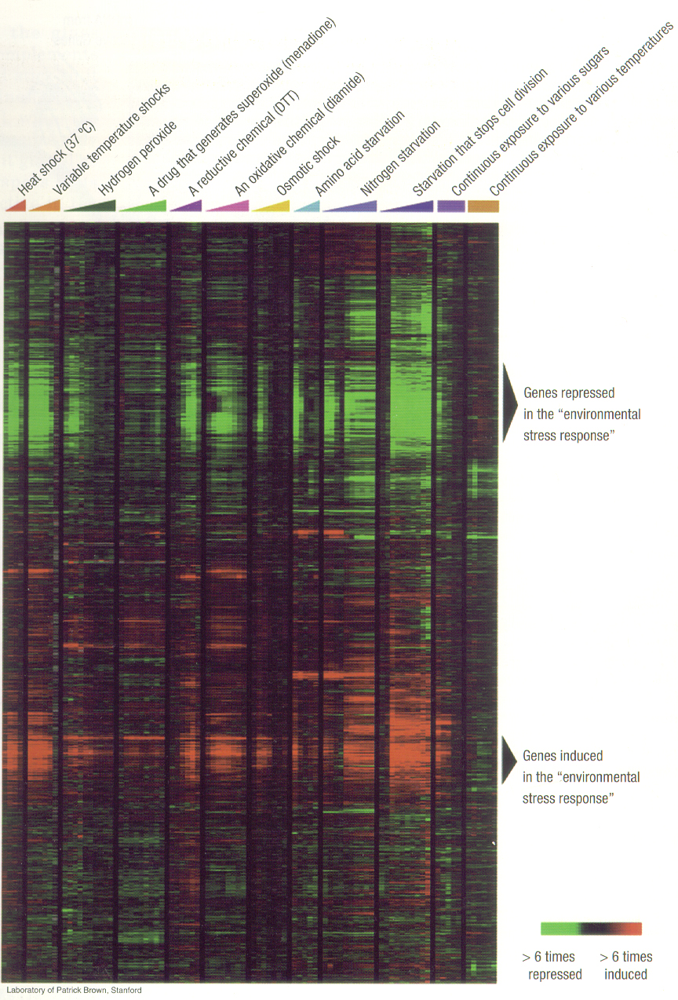 Heat shock (37 ºC)
Variable temperature shocks
Hydrogen peroxide
A drug that generates superoxide (menadione)
A reductive chemical (DTT)
An oxidative chemical (diamide)
Osmotic shock
Amino acid starvation
Nitrogen starvation
Starvation that stops cell division
Continuous exposure to various sugars
Continuous exposure to various temperatures
Genes repressed
in the “environmental
stress response”
Genes induced
in the “environmental
stress response”
> 6 times
repressed
> 6 times
induced
Laboratory of Patrick Brown, Stanford